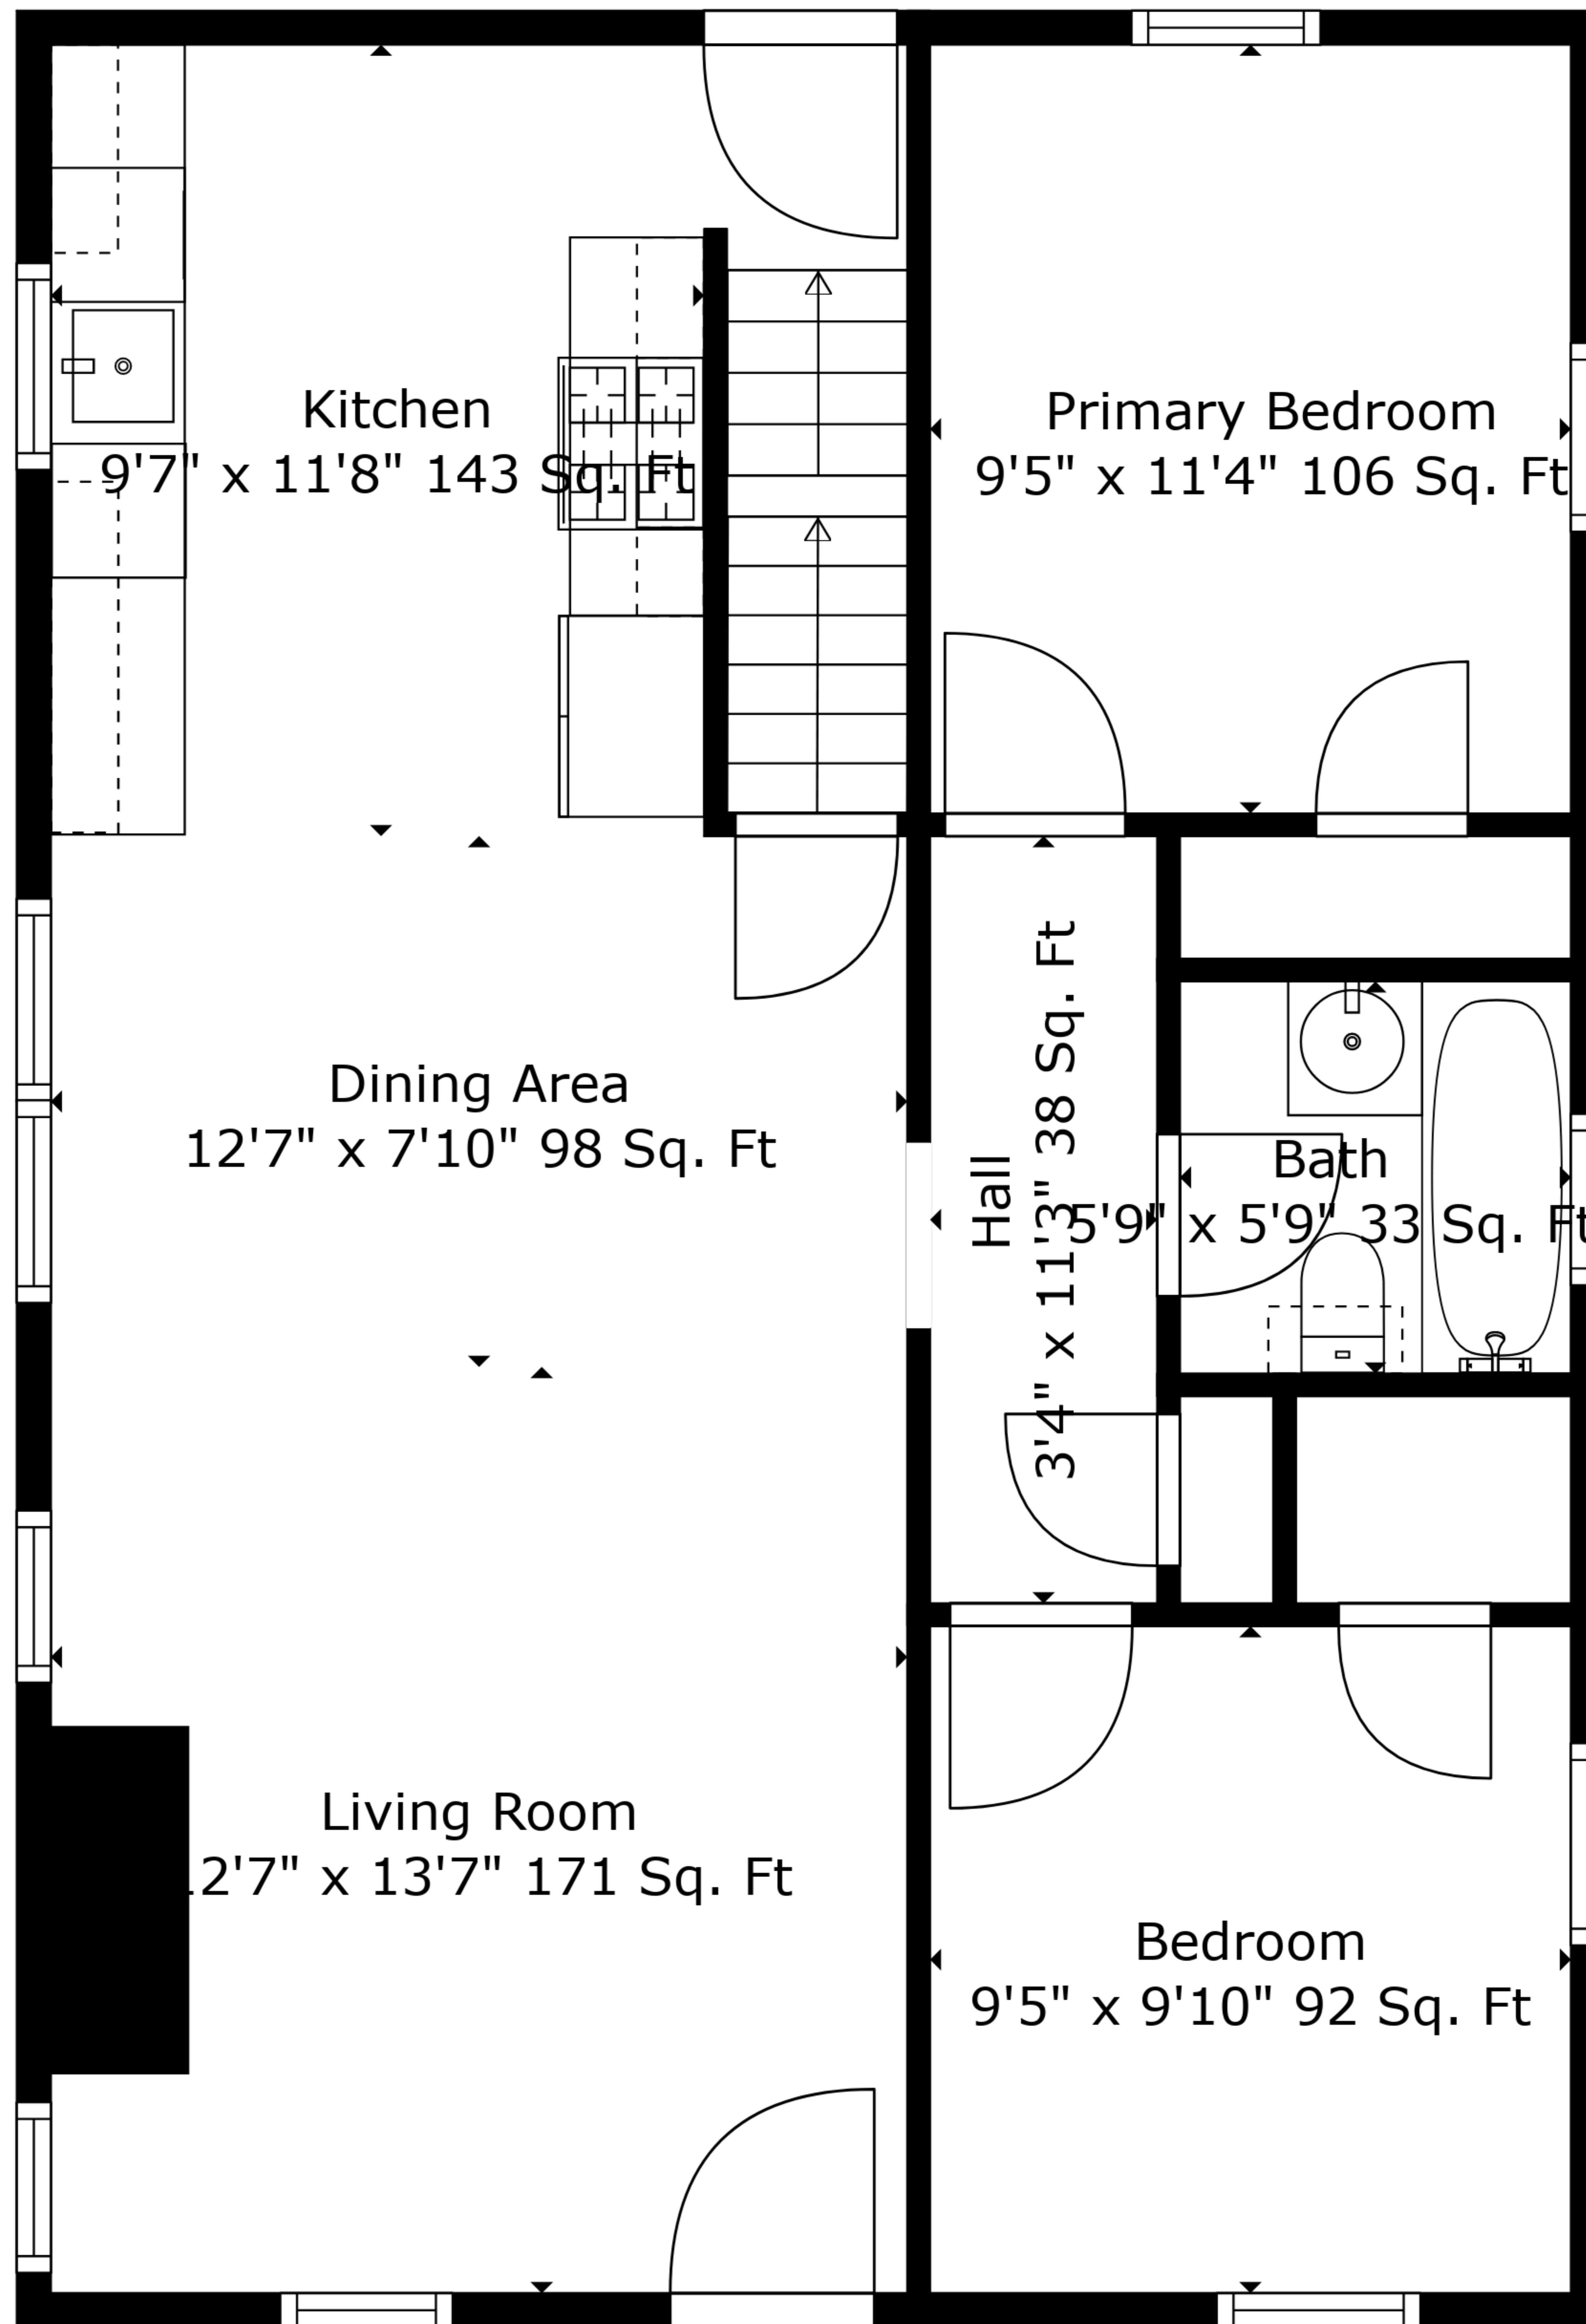 Kitchen
9'7" x 11'8" 143 Sq. Ft
Primary Bedroom
9'5" x 11'4" 106 Sq. Ft
Dining Area
12'7" x 7'10" 98 Sq. Ft
Hall
3'4" x 11'3" 38 Sq. Ft
Bath
5'9" x 5'9" 33 Sq. Ft
Living Room
2'7" x 13'7" 171 Sq. Ft
Bedroom
9'5" x 9'10" 92 Sq. Ft